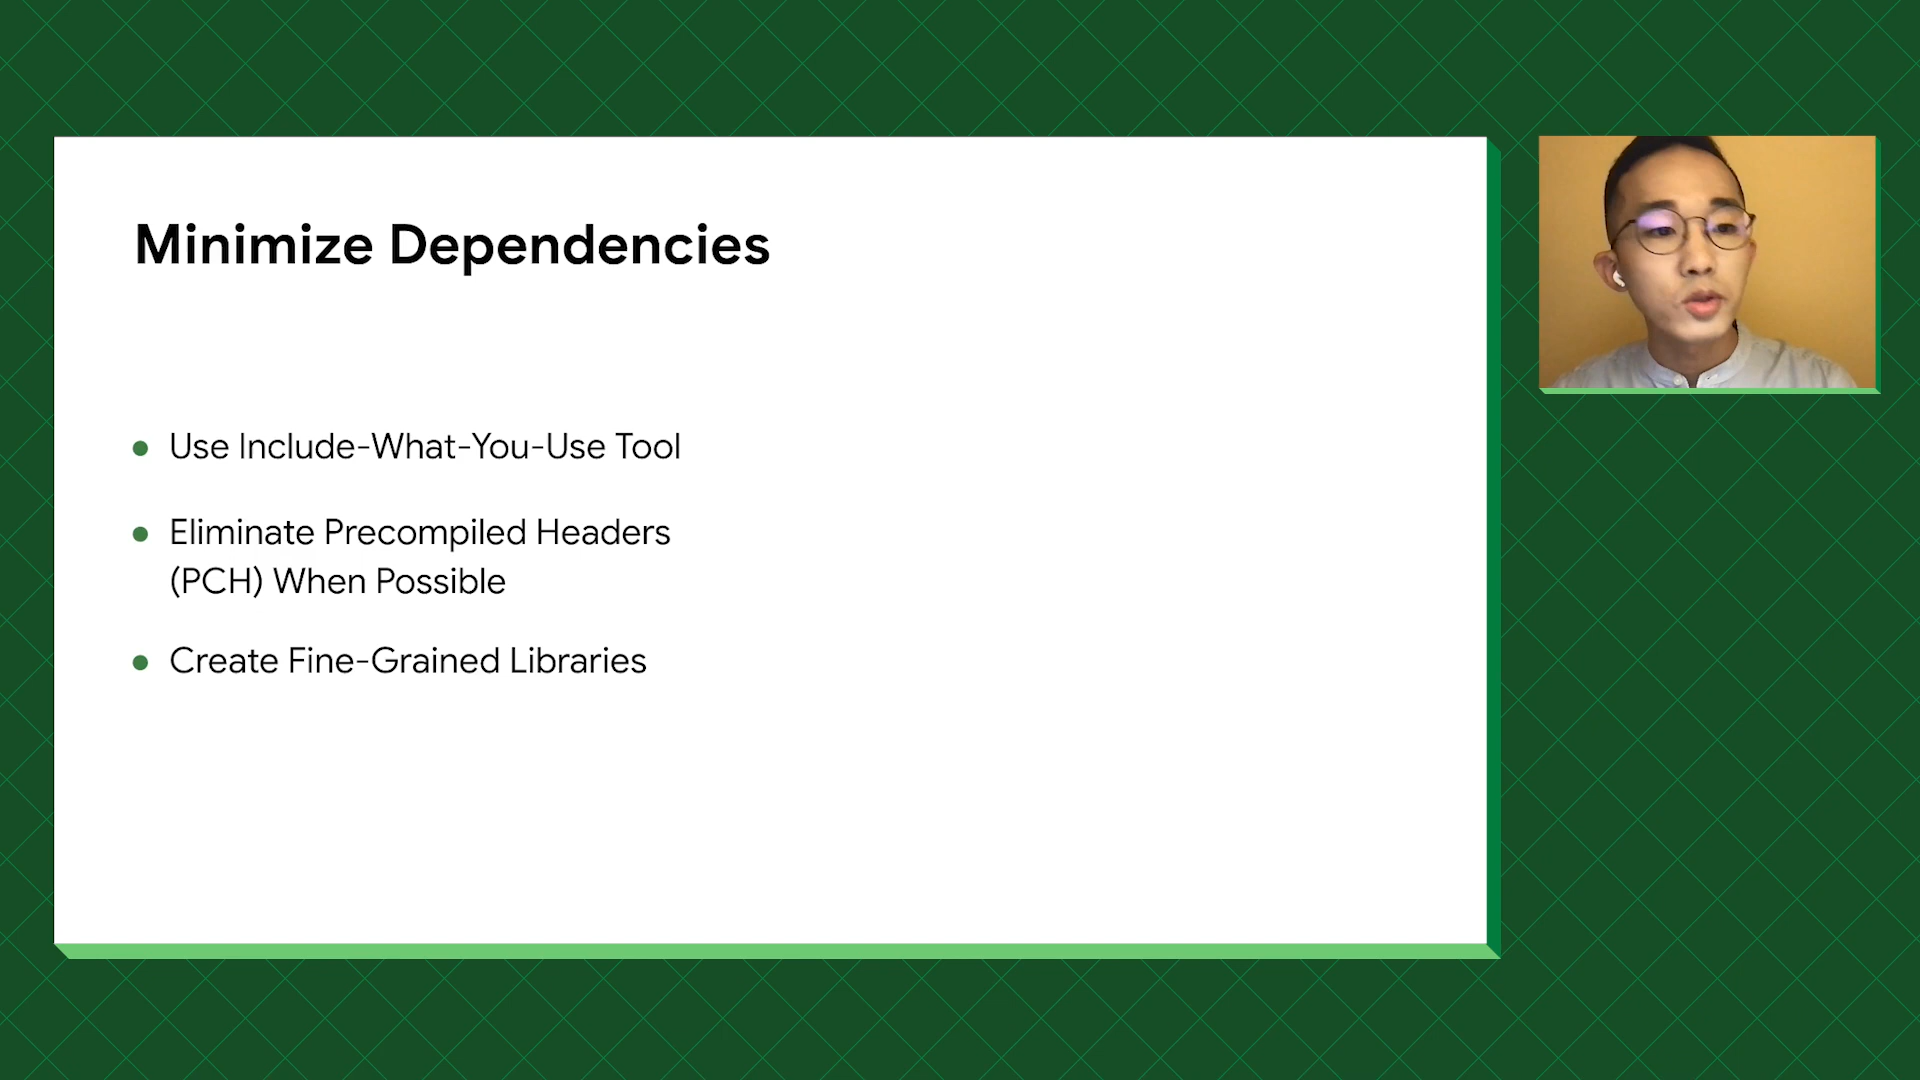 Minimize Dependencies
Use Include-What-You-Use Tool
Eliminate Precompiled Headers
(PCH) When Possible
Create Fine-Grained Libraries